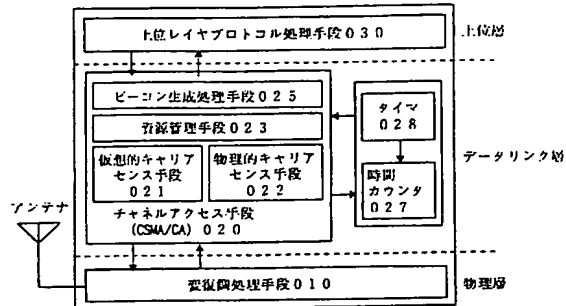 上位レイヤプロトコル処理手段030
上位層
ビーコン生成処理手段025
資源管理手段023
仮想的キャリア
センス手段
021
物理的キャリア
センス手段
022
チャネルアクセス手段
(CSMA/CA) 020
タイマ
028
時間
カウンタ
027
データリンク層
アンテナ
変復調処理手段010
物理層